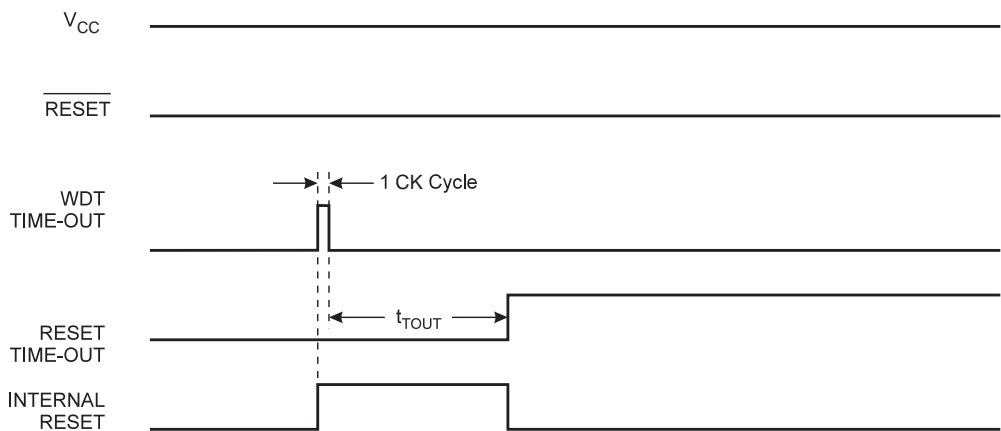 VCC
RESET
1 CK Cycle
WDT
TIME-OUT
tTOUT
RESET
TIME-OUT
INTERNAL
RESET